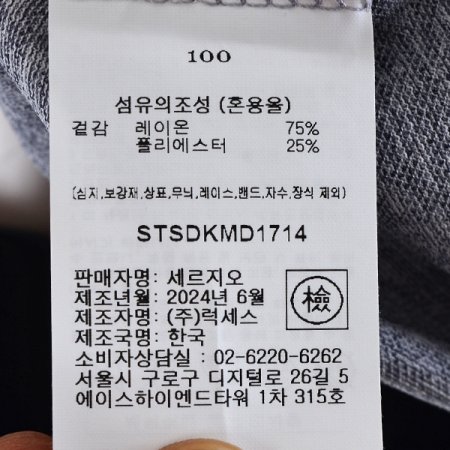 100
섬유의조성 (혼용율)
겉감 레이온 75%
폴리에스터 25%
(심지,보강재,상표,무늬,레이스,밴드,자수,장식 제외)
STSDKMD1714
판매자명: 세르지오
제조년월: 2024년 6월
제조자명: (주)럭세스
제조국명: 한국
檢
소비자상담실 : 02-6220-6262
서울시 구로구 디지털로 26길 5
에이스하이엔드타워 1차 315호